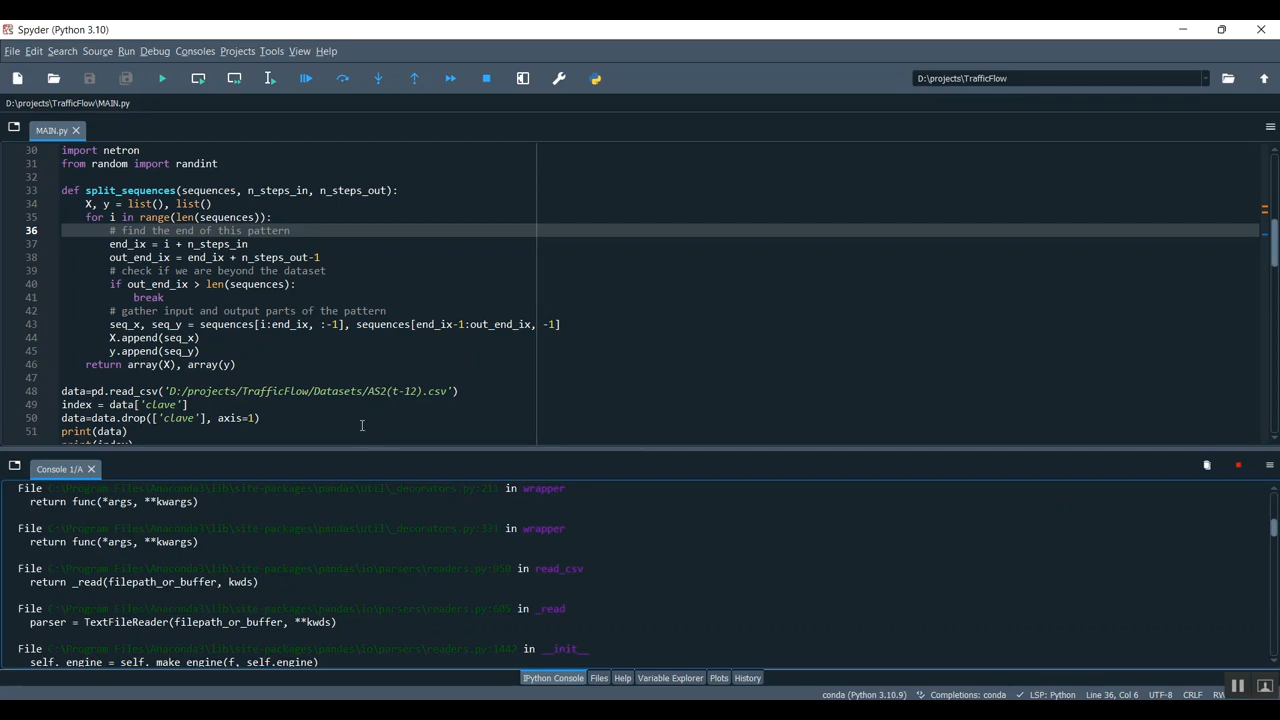 Spyder (Python 3.10)
File Edit Search Source Run Debug Consoles Projects Tools View Help
D:\projects\TrafficFlow
D:\projects\TrafficFlow\MAIN.py
MAIN.py
30 import netron
31 from random import randint
32
33 def split_sequences(sequences, n_steps_in, n_steps_out):
34 X, y = list(), list()
35 for i in range(len(sequences)):
36 # find the end of this pattern
37 end_ix = i + n_steps_in
38 out_end_ix = end_ix + n_steps_out-1
39 # check if we are beyond the dataset
40 if out_end_ix > len(sequences):
41 break
42 # gather input and output parts of the pattern
43 seq_x, seq_y = sequences[i:end_ix, :-1], sequences[end_ix-1:out_end_ix, -1]
44 X.append(seq_x)
45 y.append(seq_y)
46 return array(X), array(y)
47
48 data=pd.read_csv('D:/projects/TrafficFlow/Datasets/AS2(t-12).csv')
49 index = data['clave']
50 data=data.drop(['clave'], axis=1)
51 print(data)
print(index)
Console 1/A
File C:\Program Files\Anaconda3\lib\site-packages\pandas\util\_decorators.py:211 in wrapper
return func(*args, **kwargs)
File C:\Program Files\Anaconda3\lib\site-packages\pandas\util\_decorators.py:331 in wrapper
return func(*args, **kwargs)
File C:\Program Files\Anaconda3\lib\site-packages\pandas\io\parsers\readers.py:950 in read_csv
return _read(filepath_or_buffer, kwds)
File C:\Program Files\Anaconda3\lib\site-packages\pandas\io\parsers\readers.py:605 in _read
parser = TextFileReader(filepath_or_buffer, **kwds)
File C:\Program Files\Anaconda3\lib\site-packages\pandas\io\parsers\readers.py:1442 in __init__
self._engine = self._make_engine(f, self.engine)
IPython Console Files Help Variable Explorer Plots History
conda (Python 3.10.9) Completions: conda LSP: Python Line 36, Col 6 UTF-8 CRLF RW